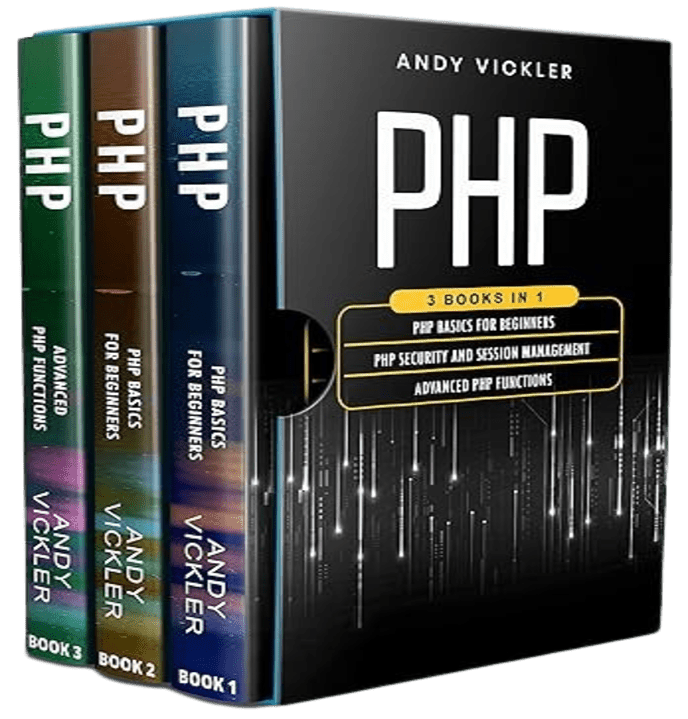 ANDY VICKLER
PHP
3 BOOKS IN 1
PHP BASICS FOR BEGINNERS
PHP SECURITY AND SESSION MANAGEMENT
ADVANCED PHP FUNCTIONS
PHP
ADVANCED
PHP FUNCTIONS
ANDY
VICKLER
BOOK 3
PHP
PHP BASICS
FOR BEGINNERS
ANDY
VICKLER
BOOK 2
PHP
PHP BASICS
FOR BEGINNERS
ANDY
VICKLER
BOOK 1